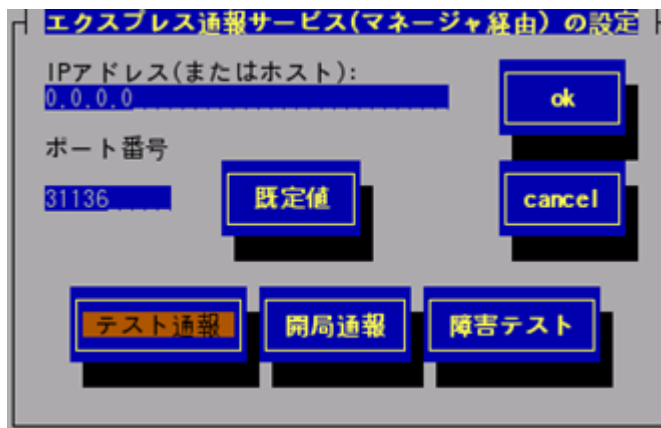 エクスプレス通報サービス(マネージャ経由) の設定
IPアドレス(またはホスト):
0.0.0.0
ok
ポート番号
31136
既定値
cancel
テスト通報
開局通報
障害テスト